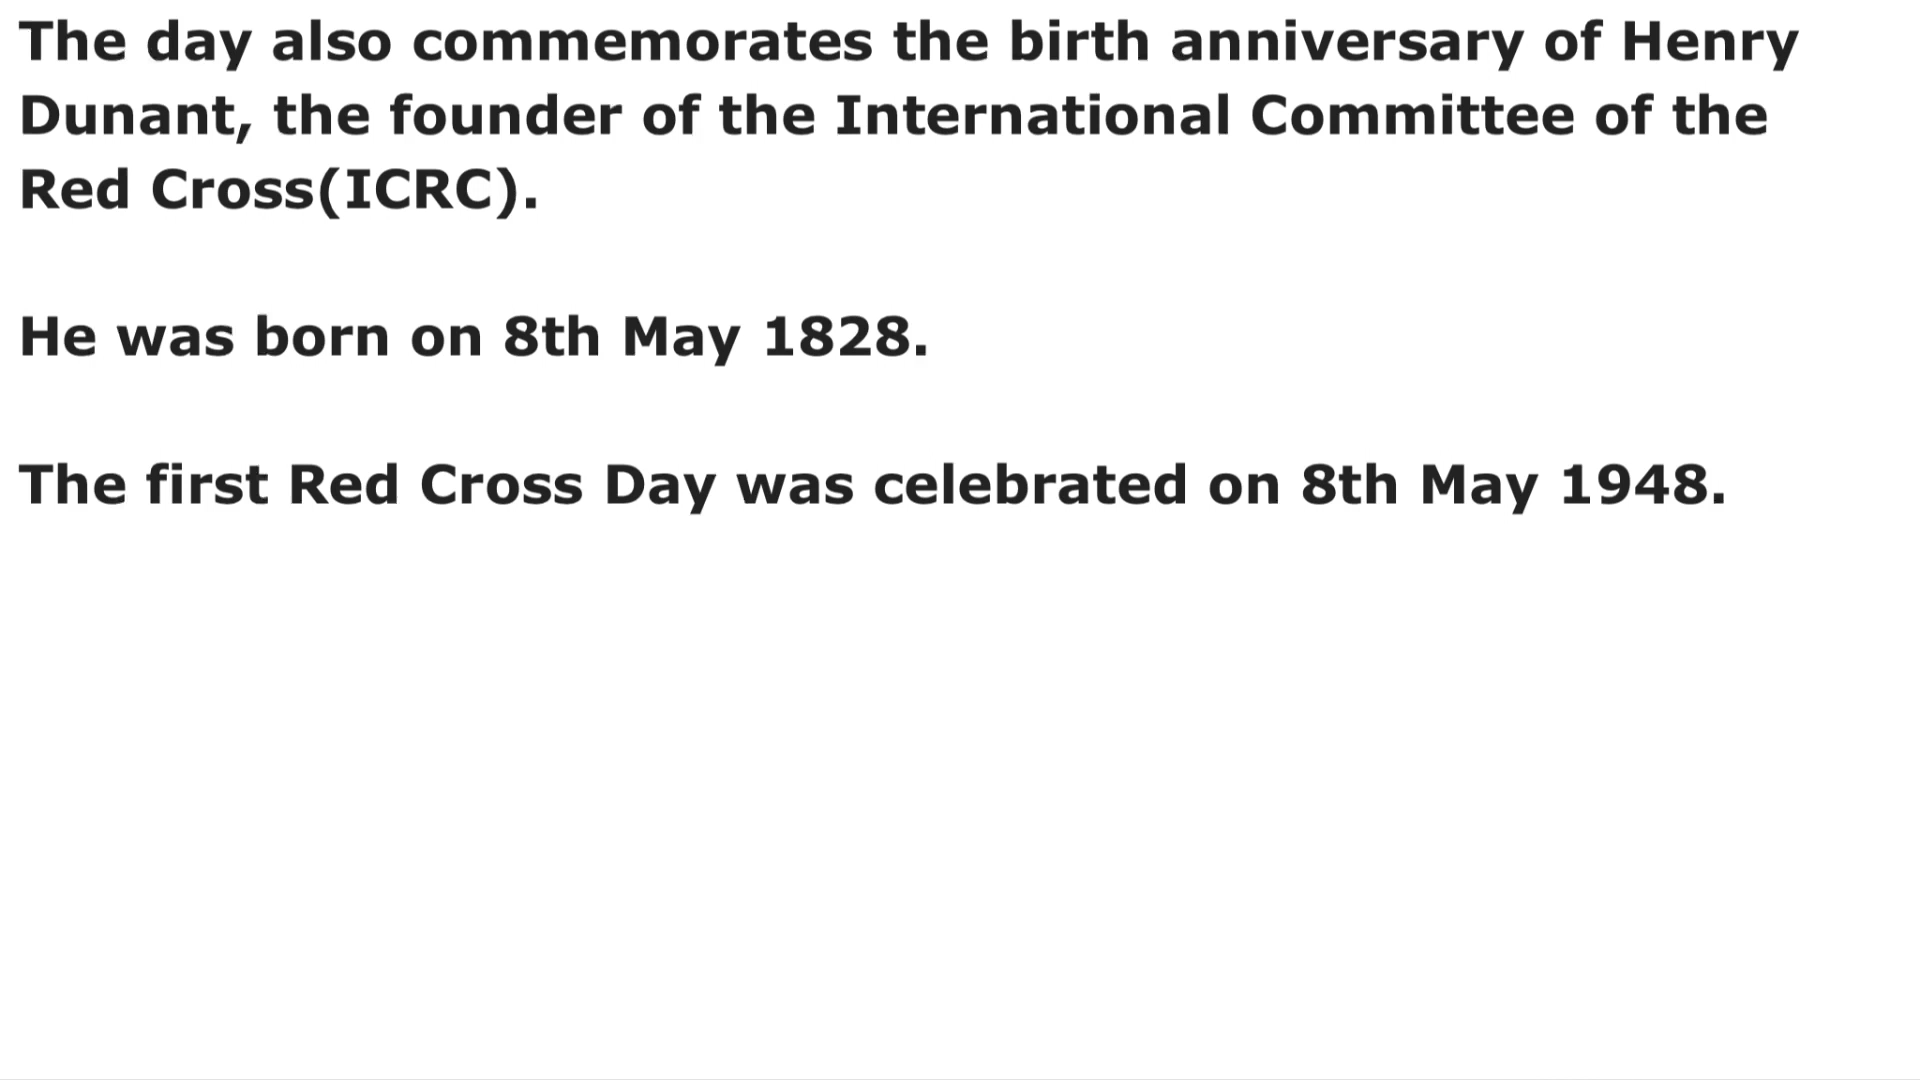 The day also commemorates the birth anniversary of Henry
Dunant, the founder of the International Committee of the
Red Cross(ICRC).
He was born on 8th May 1828.
The first Red Cross Day was celebrated on 8th May 1948.